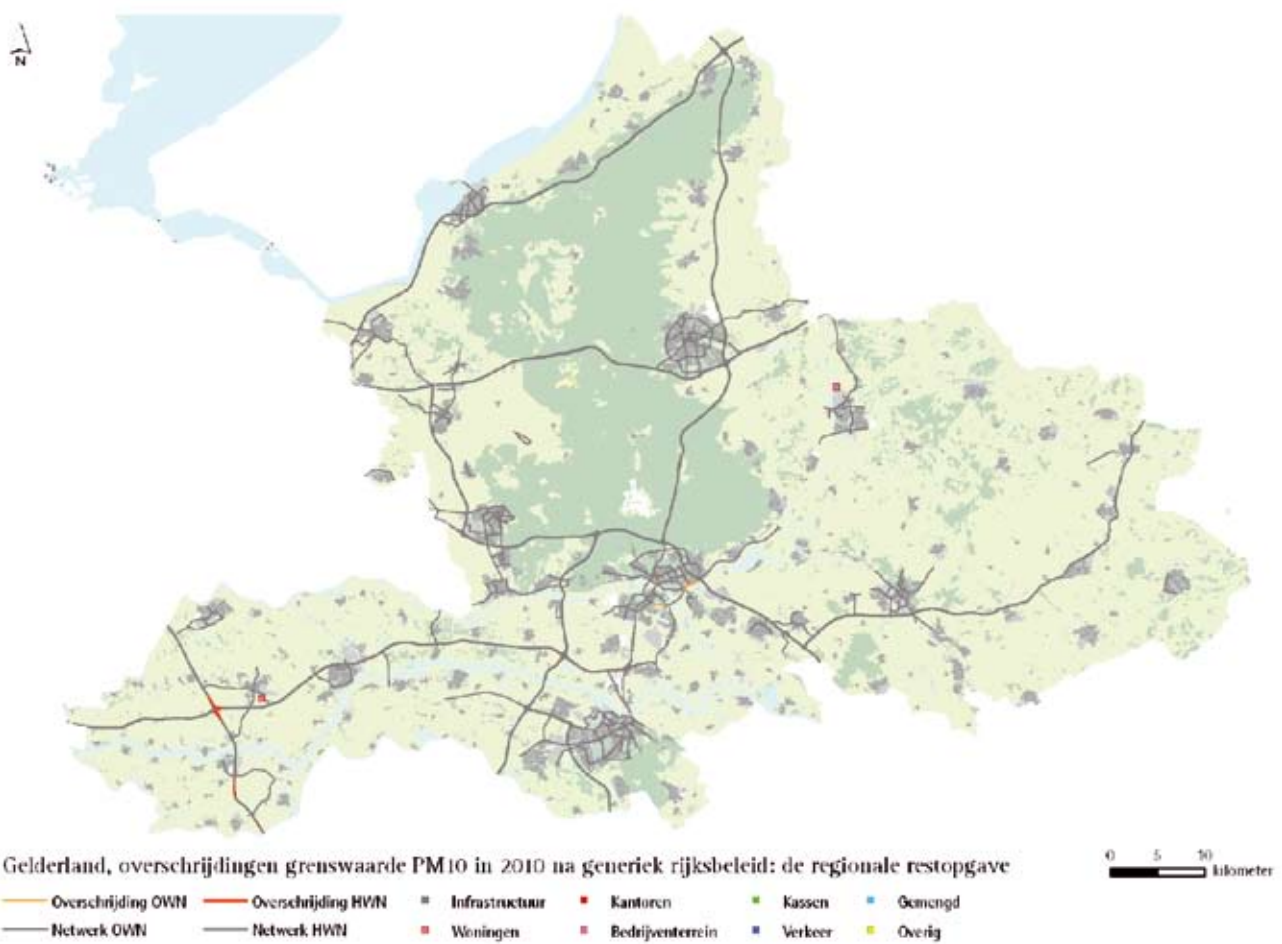 N
Gelderland, overschrijdingen grenswaarde PM10 in 2010 na generiek rijksbeleid: de regionale restopgave
0 5 10 kilometer
Overschrijding OWN Overschrijding HWN Infrastructuur Kantoren Kassen Gemengd
Netwerk OWN Netwerk HWN Woningen Bedrijventerrein Verkeer Overig